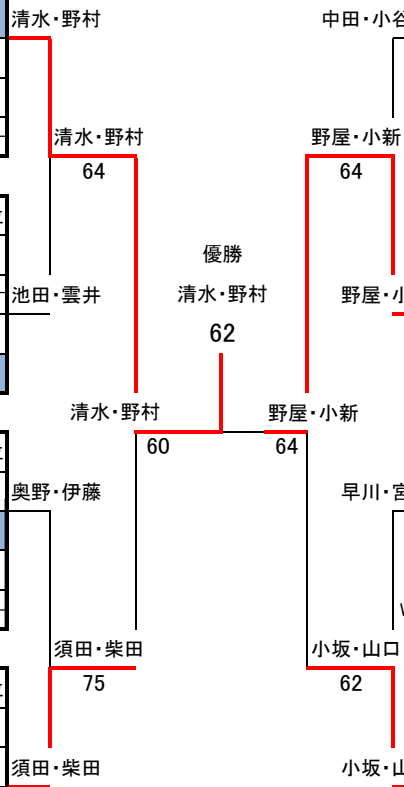 清水・野村
中田・小谷
清水・野村
野屋・小新
64
64
優勝
池田・雲井
清水・野村
野屋・小
62
清水・野村
野屋・小新
60
64
奥野・伊藤
早川・宮
須田・柴田
小坂・山口
75
62
須田・柴田
小坂・山